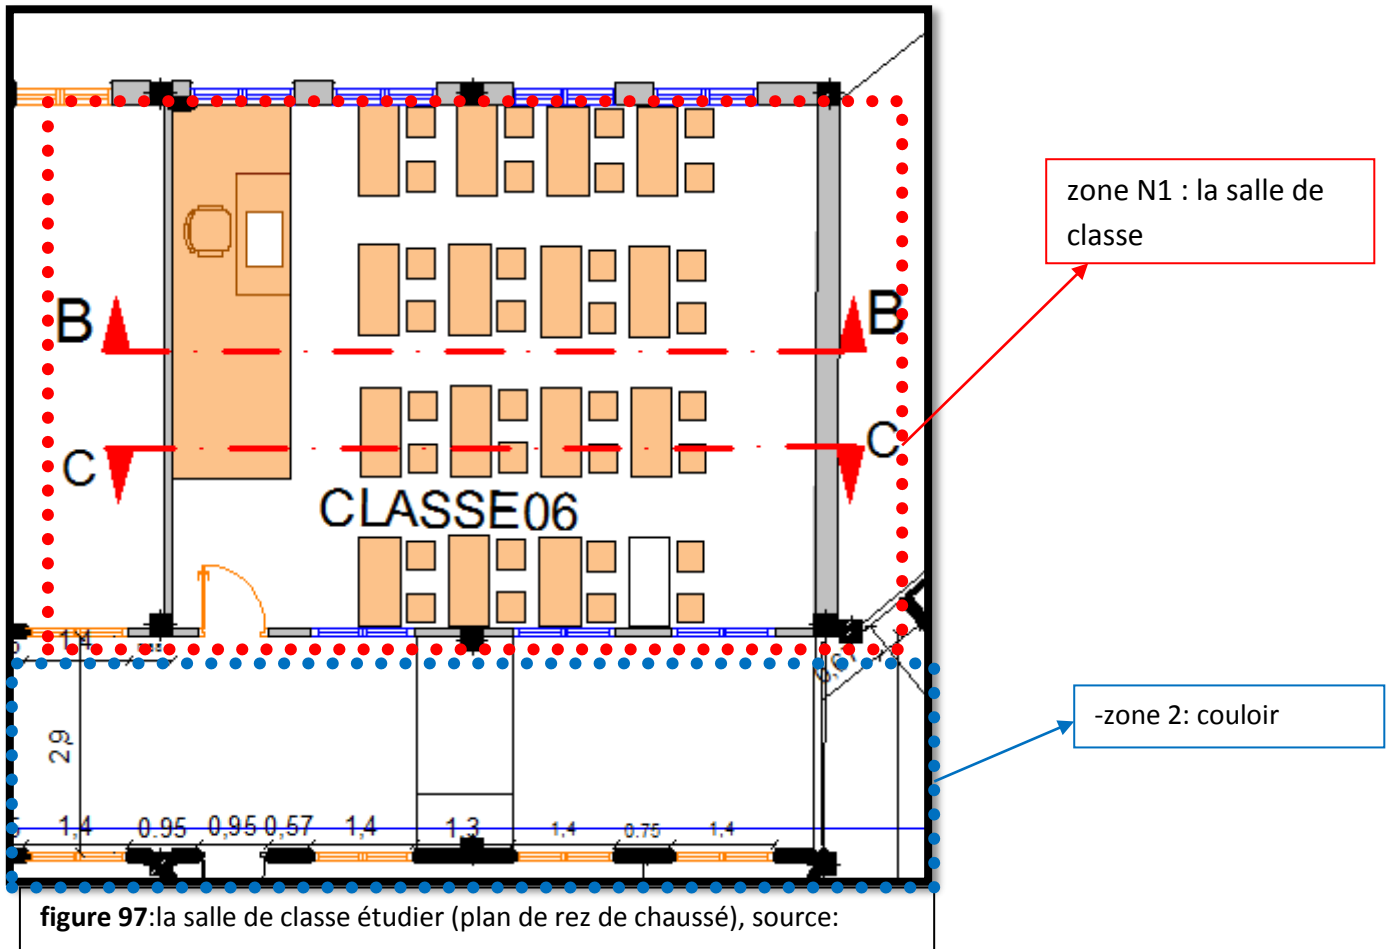 zone N1 : la salle de
classe
B B
C C
CLASSE06
1,4
0,67
-zone 2: couloir
2,9
1,4 0.95 0,95 0,57 1,4 1.3 1,4 0.75 1,4
figure 97:la salle de classe étudier (plan de rez de chaussé), source: